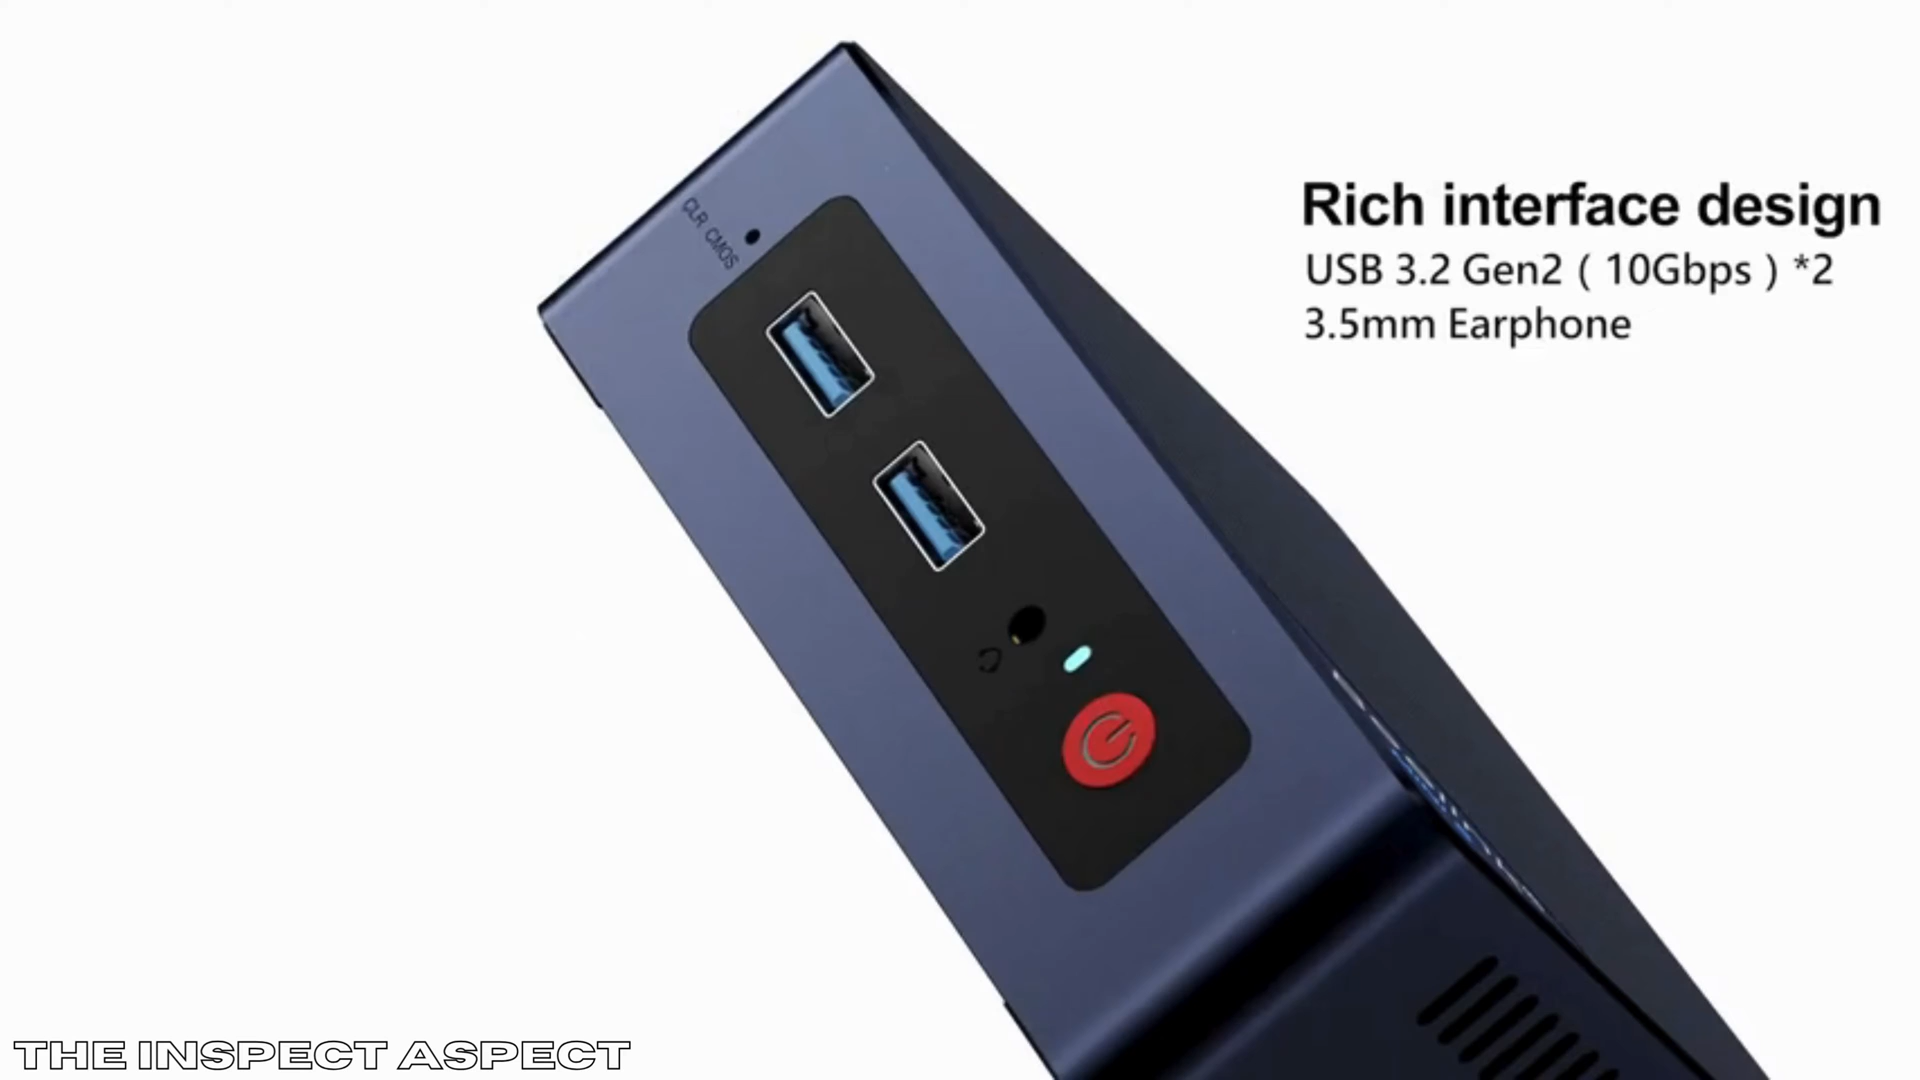 Rich interface design
USB 3.2 Gen2 ( 10Gbps ) *2
3.5mm Earphone
CLR CMOS
THE INSPECT ASPECT